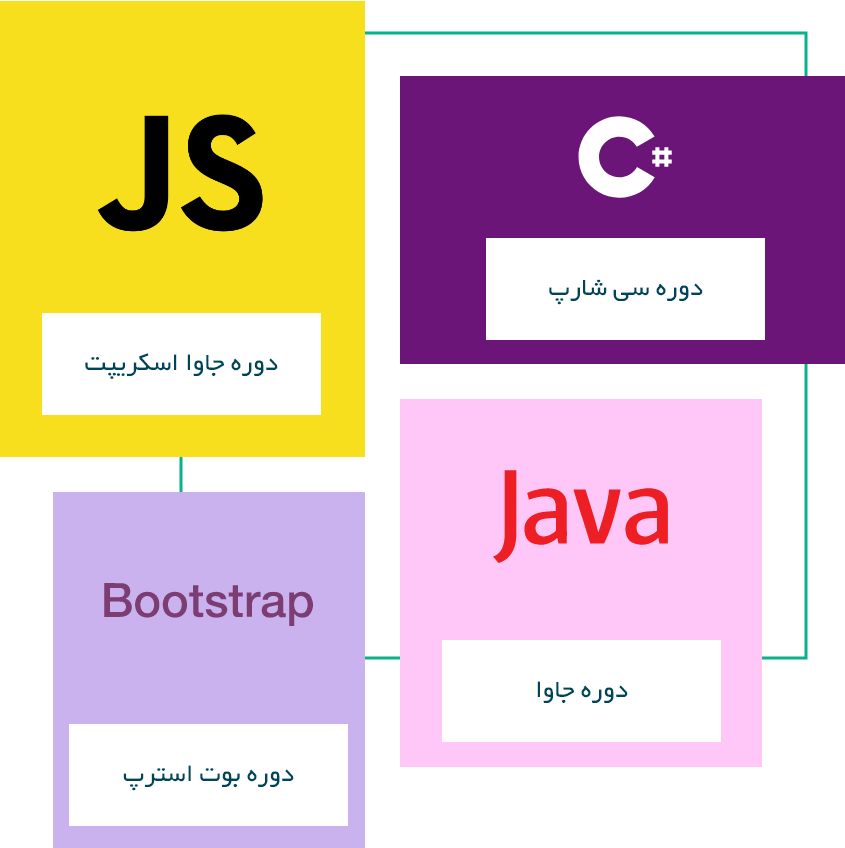 JS
دوره جاوا اسکریپت
C#
دوره سی شارپ
Java
دوره جاوا
Bootstrap
دوره بوت استرپ